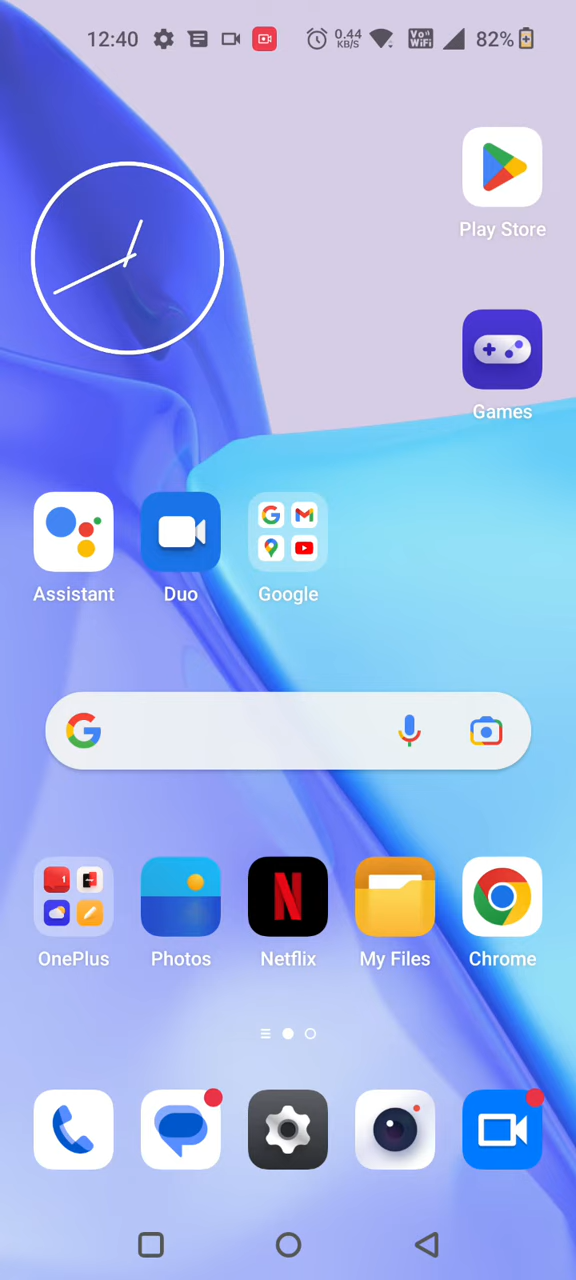 12:40
0.44
KB/S
Vo))
WiFi
82%
Play Store
Games
Assistant
Duo
Google
OnePlus
Photos
Netflix
My Files
Chrome